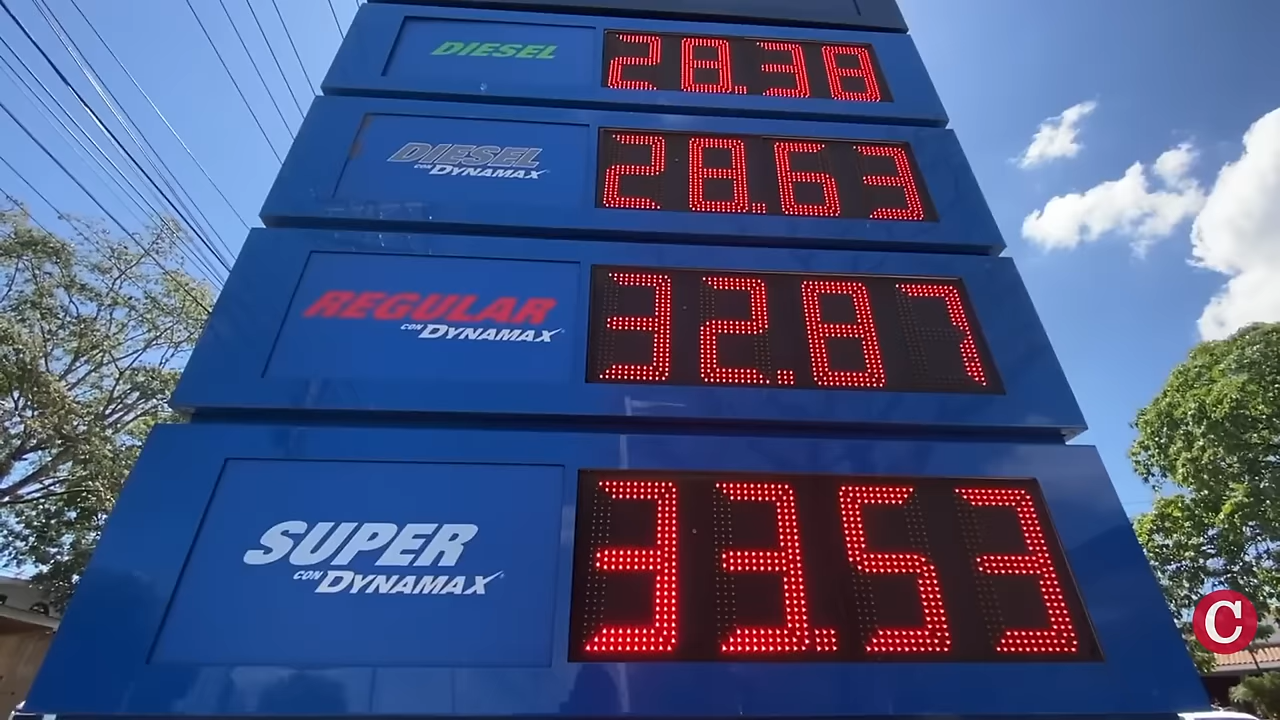 DIESEL 28.38
DIESEL 28.63
CON DYNAMAX
REGULAR 32.87
CON DYNAMAX
SUPER 33.53
CON DYNAMAX
C